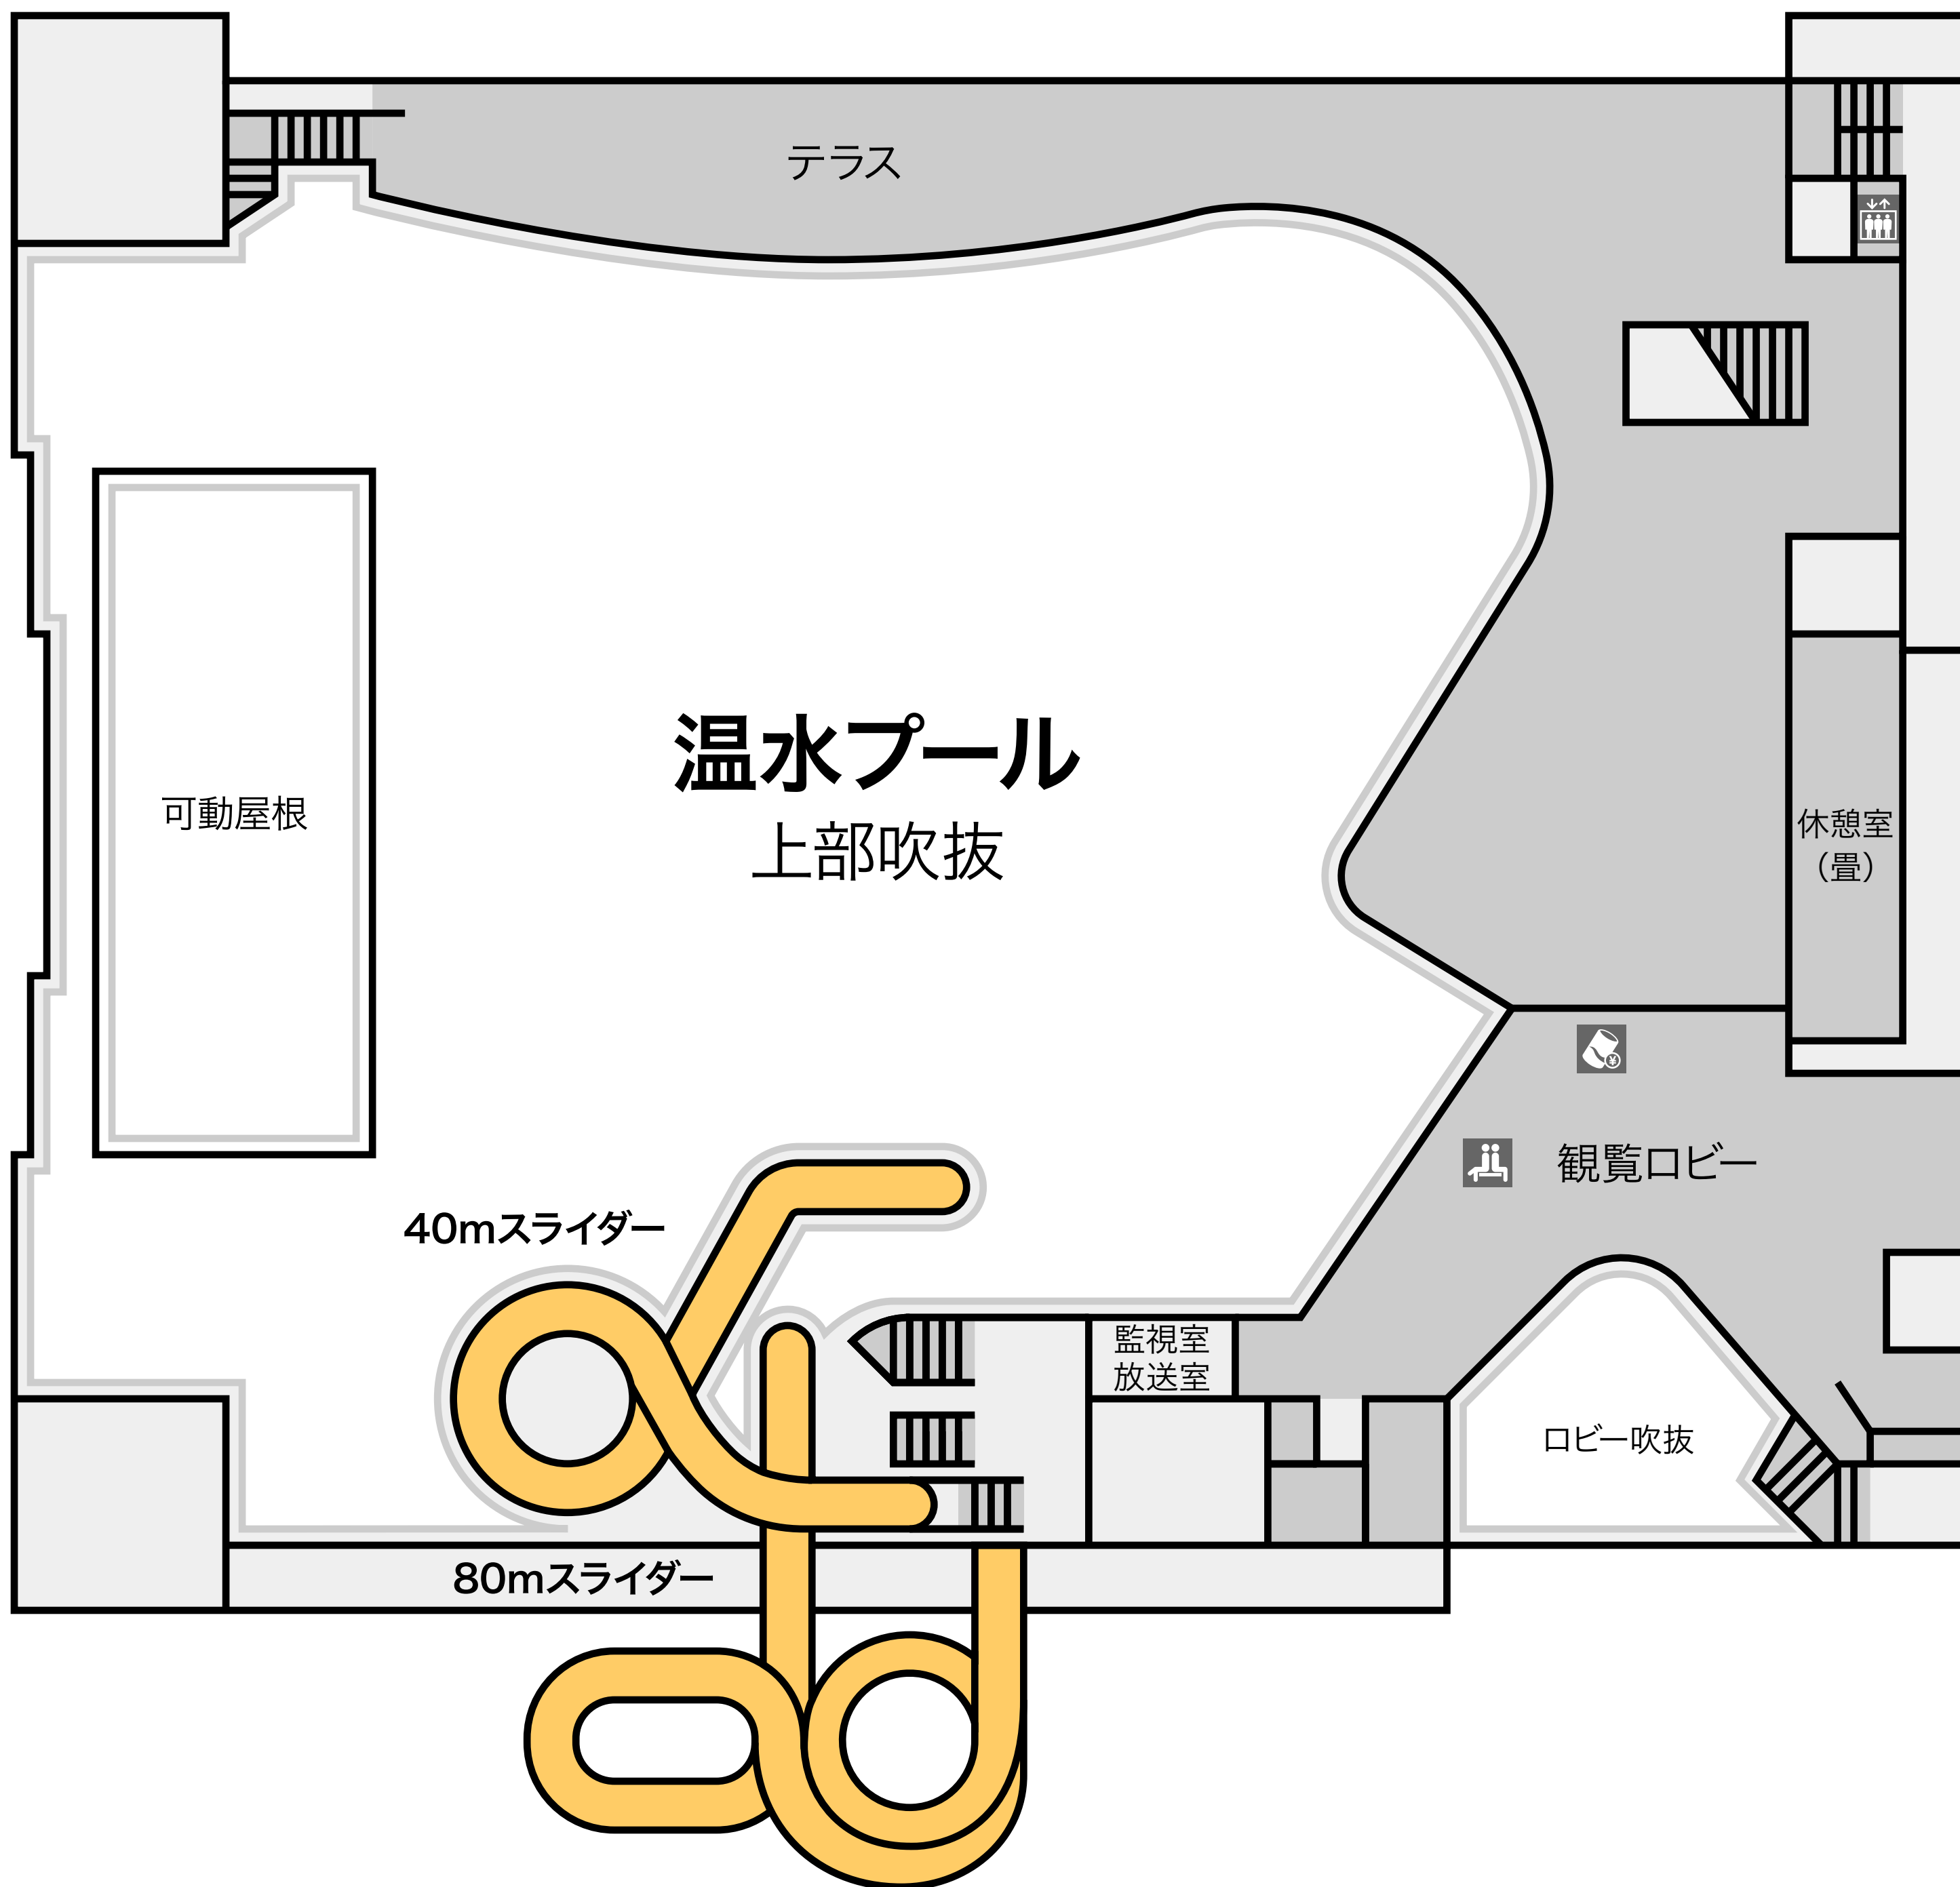 テラス
温水プール
上部吹抜
可動屋根
休憩室
（畳）
¥
観覧ロビー
40mスライダー
監視室
放送室
ロビー吹抜
80mスライダー